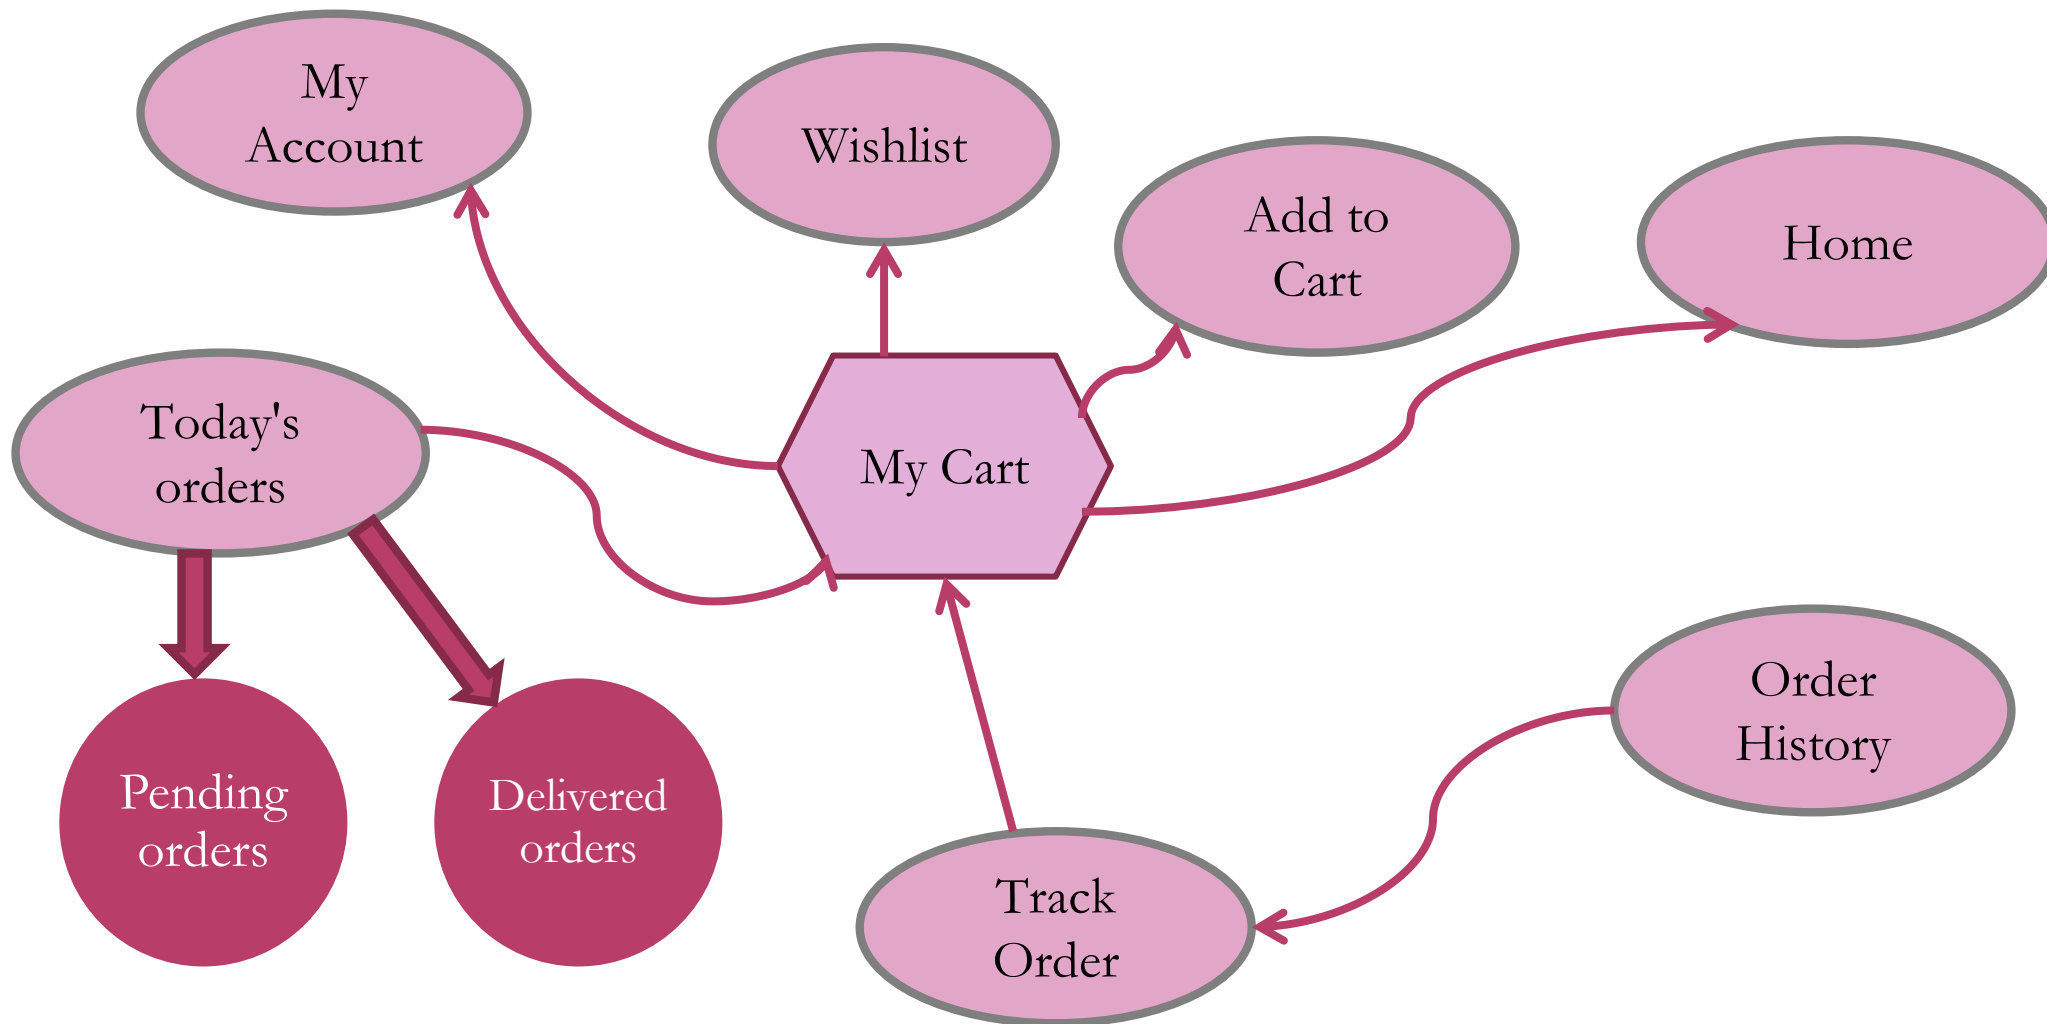 My
Account
Wishlist
Add to
Cart
Home
Today's
orders
My Cart
Order
History
Pending
orders
Delivered
orders
Track
Order